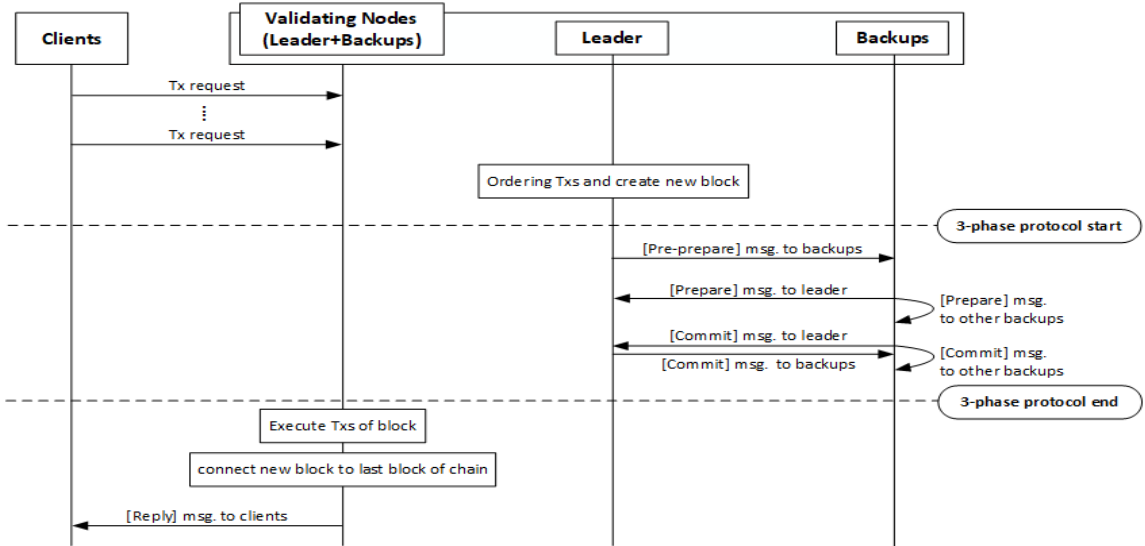 Clients
Validating Nodes
(Leader+Backups)
Leader
Backups
Tx request
Tx request
Ordering Txs and create new block
3-phase protocol start
[Pre-prepare] msg. to backups
[Prepare] msg. to leader
[Prepare] msg.
to other backups
[Commit] msg. to leader
[Commit] msg. to backups
[Commit] msg.
to other backups
3-phase protocol end
Execute Txs of block
connect new block to last block of chain
[Reply] msg. to clients